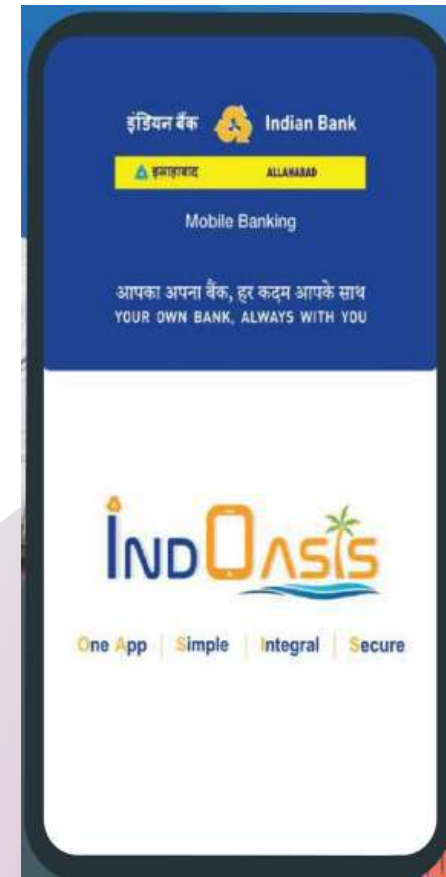 इंडियन बैंक Indian Bank
इलाहाबाद ALLAHABAD
Mobile Banking
आपका अपना बैंक, हर कदम आपके साथ
YOUR OWN BANK, ALWAYS WITH YOU
INDOASIS
One App | Simple | Integral | Secure